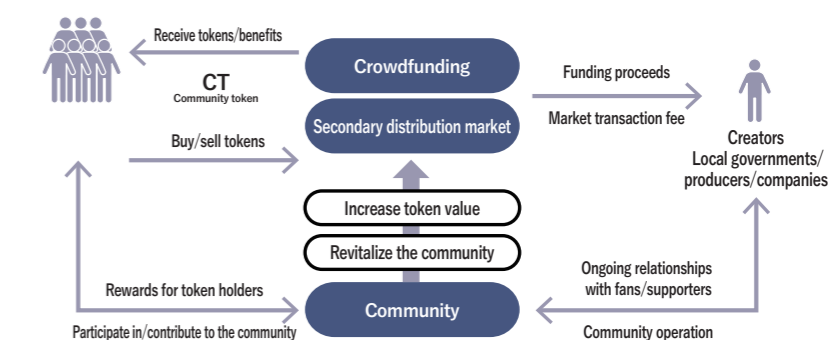 Receive tokens/benefits
CT
Community token
Buy/sell tokens
Crowdfunding
Secondary distribution market
Funding proceeds
Market transaction fee
Creators
Local governments/
producers/companies
Increase token value
Revitalize the community
Rewards for token holders
Participate in/contribute to the community
Community
Ongoing relationships
with fans/supporters
Community operation